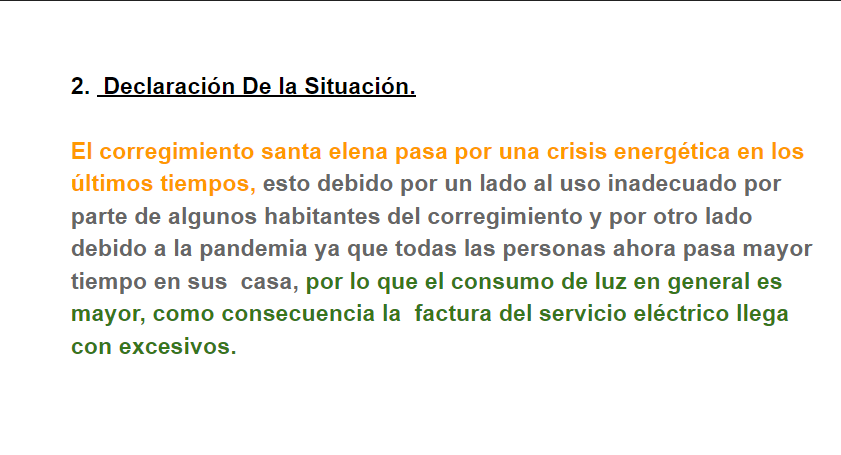 2. Declaración De la Situación.
El corregimiento santa elena pasa por una crisis energética en los
últimos tiempos, esto debido por un lado al uso inadecuado por
parte de algunos habitantes del corregimiento y por otro lado
debido a la pandemia ya que todas las personas ahora pasa mayor
tiempo en sus  casa, por lo que el consumo de luz en general es
mayor, como consecuencia la  factura del servicio eléctrico llega
con excesivos.